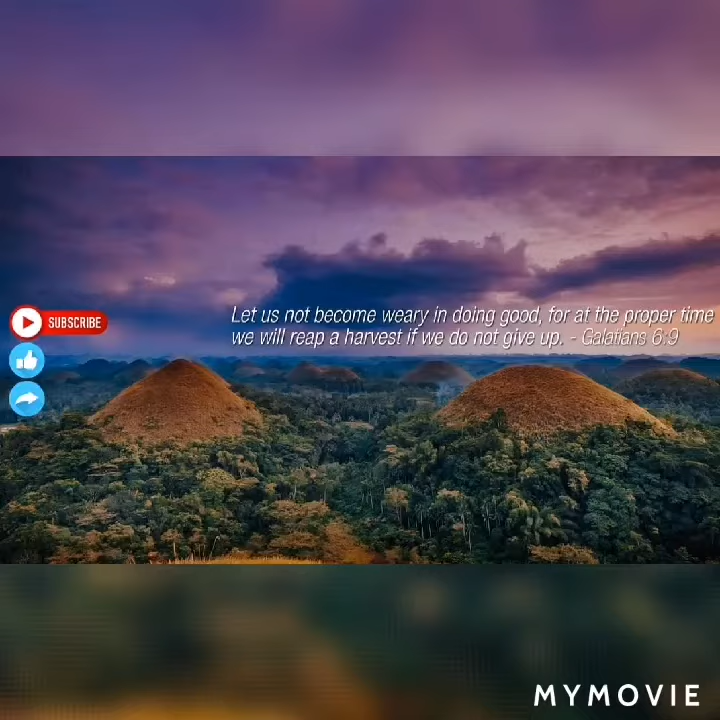 Let us not become weary in doing good, for at the proper time
we will reap a harvest if we do not give up. - Galatians 6:9
SUBSCRIBE
MYMOVIE